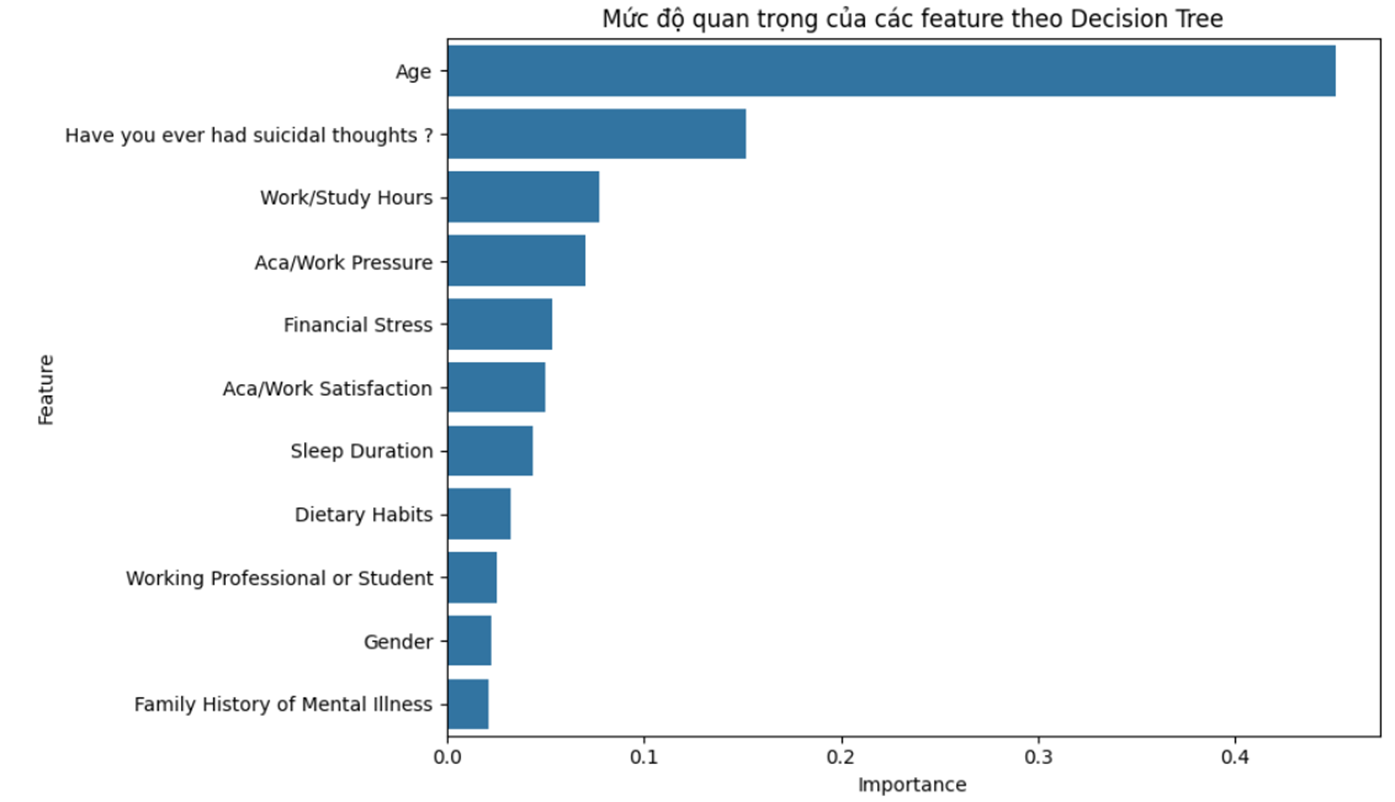 Mức độ quan trọng của các feature theo Decision Tree
Age
Have you ever had suicidal thoughts ?
Work/Study Hours
Aca/Work Pressure
Financial Stress
Aca/Work Satisfaction
Sleep Duration
Dietary Habits
Working Professional or Student
Gender
Family History of Mental Illness
Feature
0.0 0.1 0.2 0.3 0.4
Importance